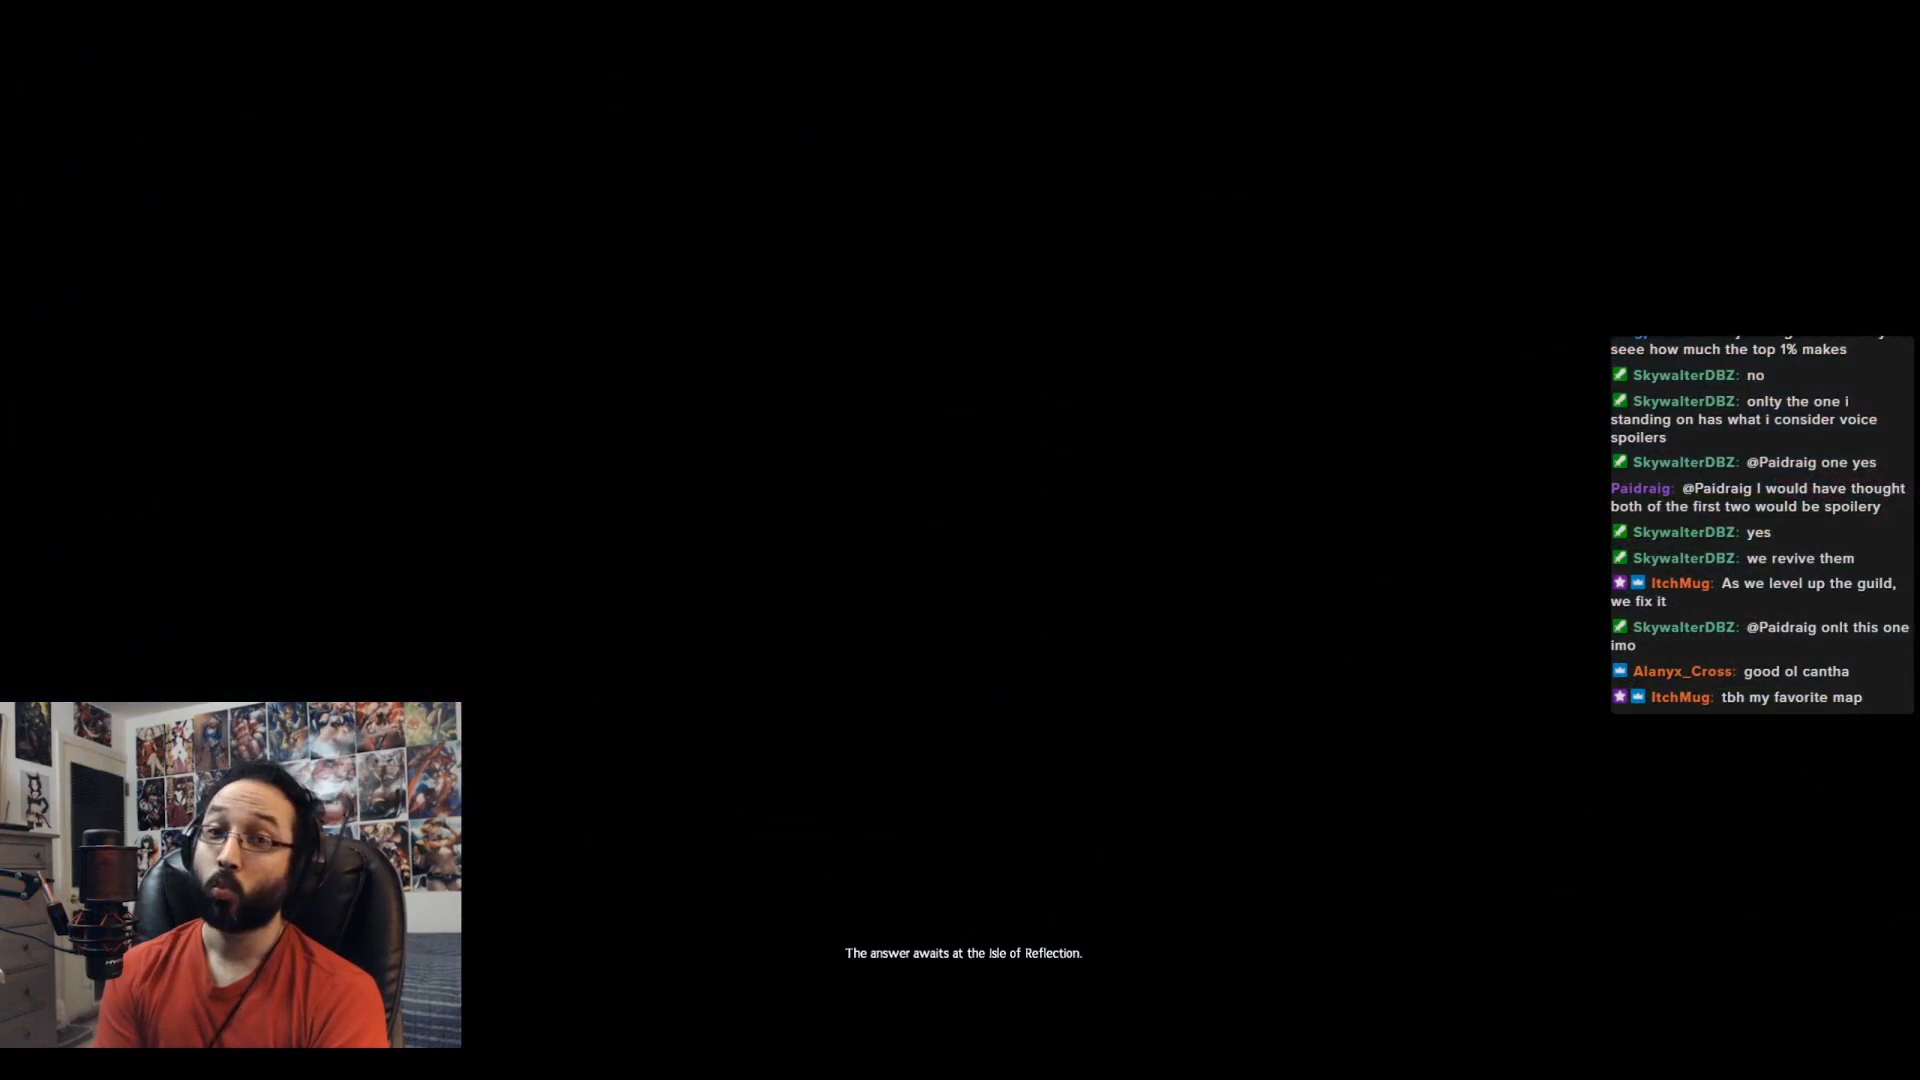 seee how much the top 1% makes
SkywalterDBZ: no
SkywalterDBZ: onlty the one i
standing on has what i consider voice
spoilers
SkywalterDBZ: @Paidraig one yes
Paidraig: @Paidraig I would have thought
both of the first two would be spoilery
SkywalterDBZ: yes
SkywalterDBZ: we revive them
ItchMug: As we level up the guild,
we fix it
SkywalterDBZ: @Paidraig onlt this one
imo
Alanyx_Cross: good ol cantha
ItchMug: tbh my favorite map
The answer awaits at the Isle of Reflection.